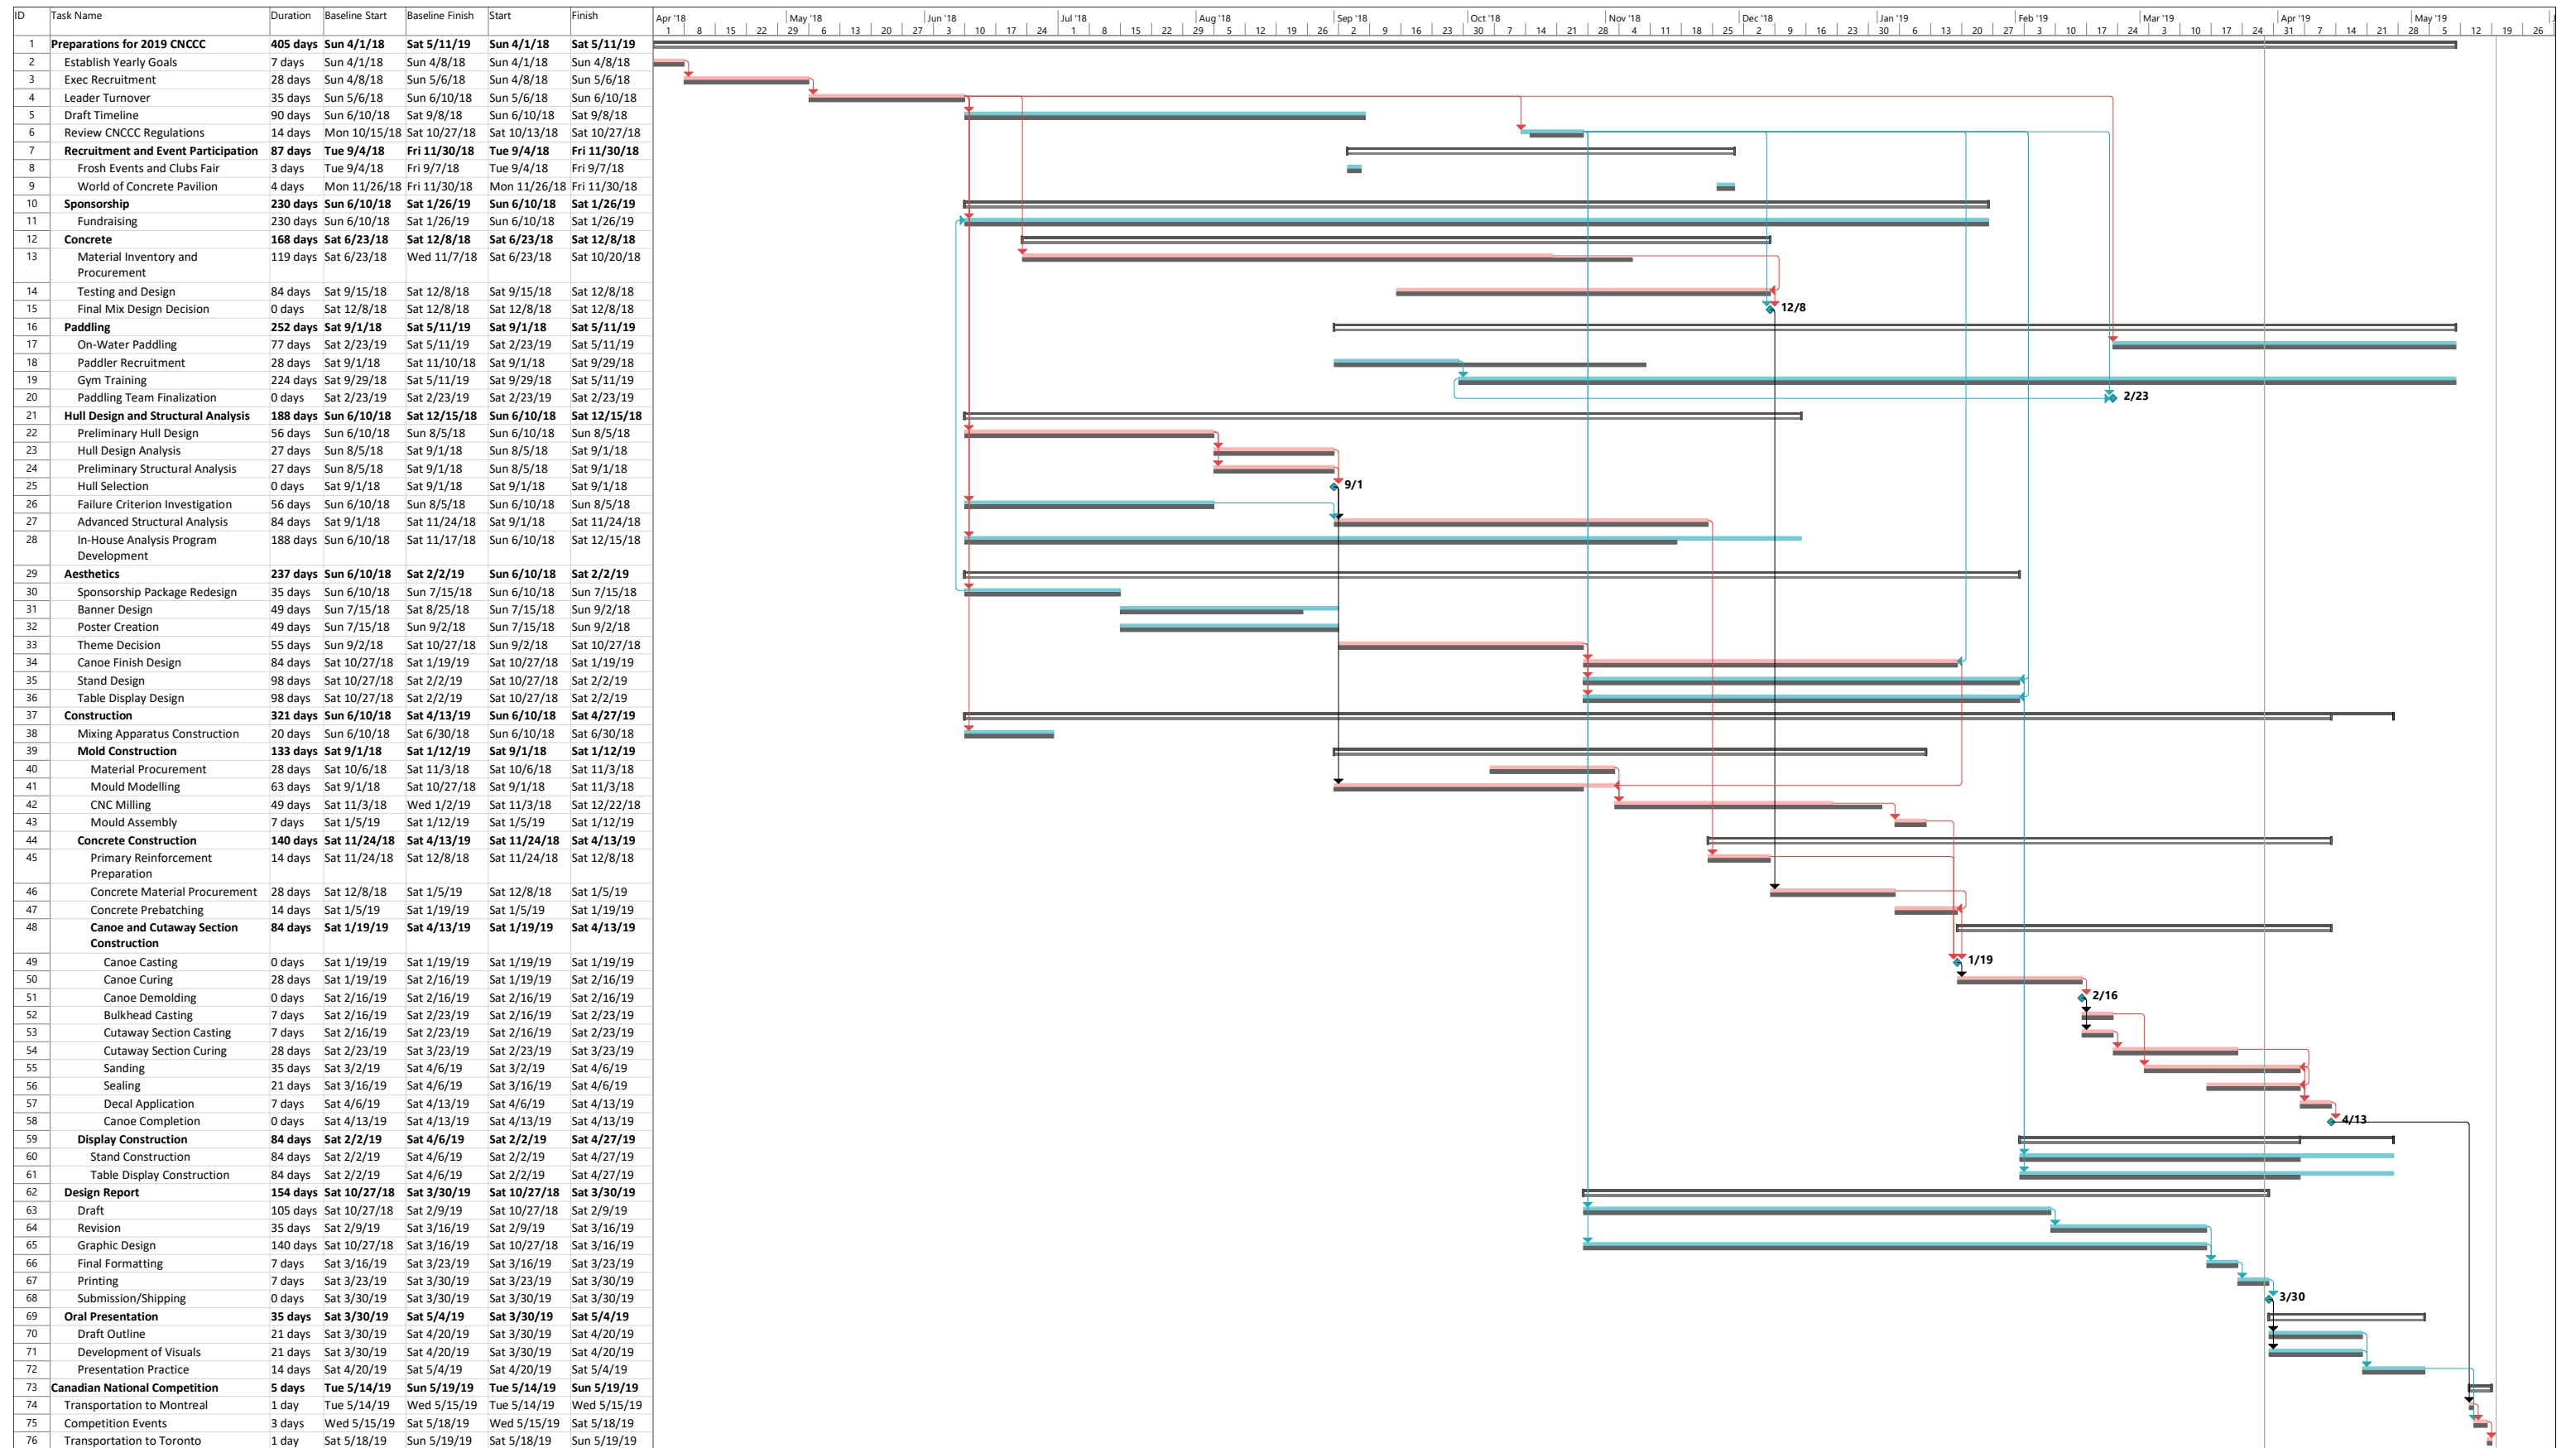 ID Task Name Duration Baseline Start Baseline Finish Start Finish
Apr '18 May '18 Jun '18 Jul '18 Aug '18 Sep '18 Oct '18 Nov '18 Dec '18 Jan '19 Feb '19 Mar '19 Apr '19 May '19
1 8 15 22 29 6 13 20 27 3 10 17 24 1 8 15 22 29 5 12 19 26 2 9 16 23 30 7 14 21 28 4 11 18 25 2 9 16 23 30 6 13 20 27 3 10 17 24 3 10 17 24 31 7 14 21 28 5 12 19 26
1 Preparations for 2019 CNCCC 405 days Sun 4/1/18 Sat 5/11/19 Sun 4/1/18 Sat 5/11/19
2 Establish Yearly Goals 7 days Sun 4/1/18 Sun 4/8/18 Sun 4/1/18 Sun 4/8/18
3 Exec Recruitment 28 days Sun 4/8/18 Sun 5/6/18 Sun 4/8/18 Sun 5/6/18
4 Leader Turnover 35 days Sun 5/6/18 Sun 6/10/18 Sun 5/6/18 Sun 6/10/18
5 Draft Timeline 90 days Sun 6/10/18 Sat 9/8/18 Sun 6/10/18 Sat 9/8/18
6 Review CNCCC Regulations 14 days Mon 10/15/18 Sat 10/27/18 Sat 10/13/18 Sat 10/27/18
7 Recruitment and Event Participation 87 days Tue 9/4/18 Fri 11/30/18 Tue 9/4/18 Fri 11/30/18
8 Frosh Events and Clubs Fair 3 days Tue 9/4/18 Fri 9/7/18 Tue 9/4/18 Fri 9/7/18
9 World of Concrete Pavilion 4 days Mon 11/26/18 Fri 11/30/18 Mon 11/26/18 Fri 11/30/18
10 Sponsorship 230 days Sun 6/10/18 Sat 1/26/19 Sun 6/10/18 Sat 1/26/19
11 Fundraising 230 days Sun 6/10/18 Sat 1/26/19 Sun 6/10/18 Sat 1/26/19
12 Concrete 168 days Sat 6/23/18 Sat 12/8/18 Sat 6/23/18 Sat 12/8/18
13 Material Inventory and 119 days Sat 6/23/18 Wed 11/7/18 Sat 6/23/18 Sat 10/20/18
Procurement
14 Testing and Design 84 days Sat 9/15/18 Sat 12/8/18 Sat 9/15/18 Sat 12/8/18
15 Final Mix Design Decision 0 days Sat 12/8/18 Sat 12/8/18 Sat 12/8/18 Sat 12/8/18 12/8
16 Paddling 252 days Sat 9/1/18 Sat 5/11/19 Sat 9/1/18 Sat 5/11/19
17 On-Water Paddling 77 days Sat 2/23/19 Sat 5/11/19 Sat 2/23/19 Sat 5/11/19
18 Paddler Recruitment 28 days Sat 9/1/18 Sat 11/10/18 Sat 9/1/18 Sat 9/29/18
19 Gym Training 224 days Sat 9/29/18 Sat 5/11/19 Sat 9/29/18 Sat 5/11/19
20 Paddling Team Finalization 0 days Sat 2/23/19 Sat 2/23/19 Sat 2/23/19 Sat 2/23/19 2/23
21 Hull Design and Structural Analysis 188 days Sun 6/10/18 Sat 12/15/18 Sun 6/10/18 Sat 12/15/18
22 Preliminary Hull Design 56 days Sun 6/10/18 Sun 8/5/18 Sun 6/10/18 Sun 8/5/18
23 Hull Design Analysis 27 days Sun 8/5/18 Sat 9/1/18 Sun 8/5/18 Sat 9/1/18
24 Preliminary Structural Analysis 27 days Sun 8/5/18 Sat 9/1/18 Sun 8/5/18 Sat 9/1/18
25 Hull Selection 0 days Sat 9/1/18 Sat 9/1/18 Sat 9/1/18 Sat 9/1/18 9/1
26 Failure Criterion Investigation 56 days Sun 6/10/18 Sun 8/5/18 Sun 6/10/18 Sun 8/5/18
27 Advanced Structural Analysis 84 days Sat 9/1/18 Sat 11/24/18 Sat 9/1/18 Sat 11/24/18
28 In-House Analysis Program 188 days Sun 6/10/18 Sat 11/17/18 Sun 6/10/18 Sat 12/15/18
Development
29 Aesthetics 237 days Sun 6/10/18 Sat 2/2/19 Sun 6/10/18 Sat 2/2/19
30 Sponsorship Package Redesign 35 days Sun 6/10/18 Sun 7/15/18 Sun 6/10/18 Sun 7/15/18
31 Banner Design 49 days Sun 7/15/18 Sat 8/25/18 Sun 7/15/18 Sun 9/2/18
32 Poster Creation 49 days Sun 7/15/18 Sun 9/2/18 Sun 7/15/18 Sun 9/2/18
33 Theme Decision 55 days Sun 9/2/18 Sat 10/27/18 Sun 9/2/18 Sat 10/27/18
34 Canoe Finish Design 84 days Sat 10/27/18 Sat 1/19/19 Sat 10/27/18 Sat 1/19/19
35 Stand Design 98 days Sat 10/27/18 Sat 2/2/19 Sat 10/27/18 Sat 2/2/19
36 Table Display Design 98 days Sat 10/27/18 Sat 2/2/19 Sat 10/27/18 Sat 2/2/19
37 Construction 321 days Sun 6/10/18 Sat 4/13/19 Sun 6/10/18 Sat 4/27/19
38 Mixing Apparatus Construction 20 days Sun 6/10/18 Sat 6/30/18 Sun 6/10/18 Sat 6/30/18
39 Mold Construction 133 days Sat 9/1/18 Sat 1/12/19 Sat 9/1/18 Sat 1/12/19
40 Material Procurement 28 days Sat 10/6/18 Sat 11/3/18 Sat 10/6/18 Sat 11/3/18
41 Mould Modelling 63 days Sat 9/1/18 Sat 10/27/18 Sat 9/1/18 Sat 11/3/18
42 CNC Milling 49 days Sat 11/3/18 Wed 1/2/19 Sat 11/3/18 Sat 12/22/18
43 Mould Assembly 7 days Sat 1/5/19 Sat 1/12/19 Sat 1/5/19 Sat 1/12/19
44 Concrete Construction 140 days Sat 11/24/18 Sat 4/13/19 Sat 11/24/18 Sat 4/13/19
45 Primary Reinforcement 14 days Sat 11/24/18 Sat 12/8/18 Sat 11/24/18 Sat 12/8/18
Preparation
46 Concrete Material Procurement 28 days Sat 12/8/18 Sat 1/5/19 Sat 12/8/18 Sat 1/5/19
47 Concrete Prebatching 14 days Sat 1/5/19 Sat 1/19/19 Sat 1/5/19 Sat 1/19/19
48 Canoe and Cutaway Section 84 days Sat 1/19/19 Sat 4/13/19 Sat 1/19/19 Sat 4/13/19
Construction
49 Canoe Casting 0 days Sat 1/19/19 Sat 1/19/19 Sat 1/19/19 Sat 1/19/19 1/19
50 Canoe Curing 28 days Sat 1/19/19 Sat 2/16/19 Sat 1/19/19 Sat 2/16/19
51 Canoe Demolding 0 days Sat 2/16/19 Sat 2/16/19 Sat 2/16/19 Sat 2/16/19 2/16
52 Bulkhead Casting 7 days Sat 2/16/19 Sat 2/23/19 Sat 2/16/19 Sat 2/23/19
53 Cutaway Section Casting 7 days Sat 2/16/19 Sat 2/23/19 Sat 2/16/19 Sat 2/23/19
54 Cutaway Section Curing 28 days Sat 2/23/19 Sat 3/23/19 Sat 2/23/19 Sat 3/23/19
55 Sanding 35 days Sat 3/2/19 Sat 4/6/19 Sat 3/2/19 Sat 4/6/19
56 Sealing 21 days Sat 3/16/19 Sat 4/6/19 Sat 3/16/19 Sat 4/6/19
57 Decal Application 7 days Sat 4/6/19 Sat 4/13/19 Sat 4/6/19 Sat 4/13/19
58 Canoe Completion 0 days Sat 4/13/19 Sat 4/13/19 Sat 4/13/19 Sat 4/13/19 4/13
59 Display Construction 84 days Sat 2/2/19 Sat 4/6/19 Sat 2/2/19 Sat 4/27/19
60 Stand Construction 84 days Sat 2/2/19 Sat 4/6/19 Sat 2/2/19 Sat 4/27/19
61 Table Display Construction 84 days Sat 2/2/19 Sat 4/6/19 Sat 2/2/19 Sat 4/27/19
62 Design Report 154 days Sat 10/27/18 Sat 3/30/19 Sat 10/27/18 Sat 3/30/19
63 Draft 105 days Sat 10/27/18 Sat 2/9/19 Sat 10/27/18 Sat 2/9/19
64 Revision 35 days Sat 2/9/19 Sat 3/16/19 Sat 2/9/19 Sat 3/16/19
65 Graphic Design 140 days Sat 10/27/18 Sat 3/16/19 Sat 10/27/18 Sat 3/16/19
66 Final Formatting 7 days Sat 3/16/19 Sat 3/23/19 Sat 3/16/19 Sat 3/23/19
67 Printing 7 days Sat 3/23/19 Sat 3/30/19 Sat 3/23/19 Sat 3/30/19
68 Submission/Shipping 0 days Sat 3/30/19 Sat 3/30/19 Sat 3/30/19 Sat 3/30/19 3/30
69 Oral Presentation 35 days Sat 3/30/19 Sat 5/4/19 Sat 3/30/19 Sat 5/4/19
70 Draft Outline 21 days Sat 3/30/19 Sat 4/20/19 Sat 3/30/19 Sat 4/20/19
71 Development of Visuals 21 days Sat 3/30/19 Sat 4/20/19 Sat 3/30/19 Sat 4/20/19
72 Presentation Practice 14 days Sat 4/20/19 Sat 5/4/19 Sat 4/20/19 Sat 5/4/19
73 Canadian National Competition 5 days Tue 5/14/19 Sun 5/19/19 Tue 5/14/19 Sun 5/19/19
74 Transportation to Montreal 1 day Tue 5/14/19 Wed 5/15/19 Tue 5/14/19 Wed 5/15/19
75 Competition Events 3 days Wed 5/15/19 Sat 5/18/19 Wed 5/15/19 Sat 5/18/19
76 Transportation to Toronto 1 day Sat 5/18/19 Sun 5/19/19 Sat 5/18/19 Sun 5/19/19